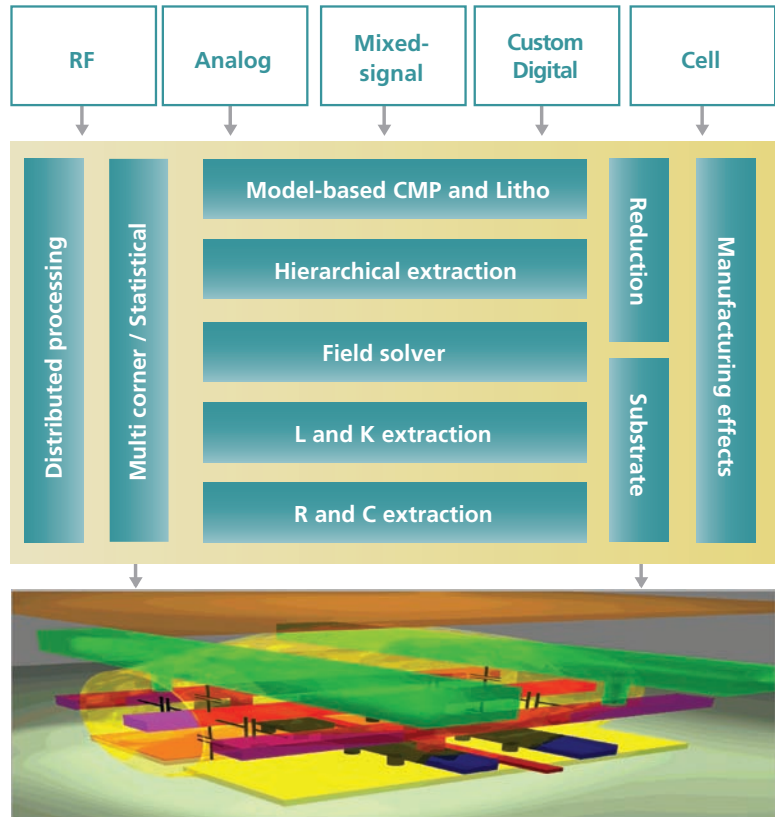 RF
Analog
Mixed-
signal
Custom
Digital
Cell
Distributed processing
Multi corner / Statistical
Model-based CMP and Litho
Hierarchical extraction
Field solver
L and K extraction
R and C extraction
Reduction
Substrate
Manufacturing effects